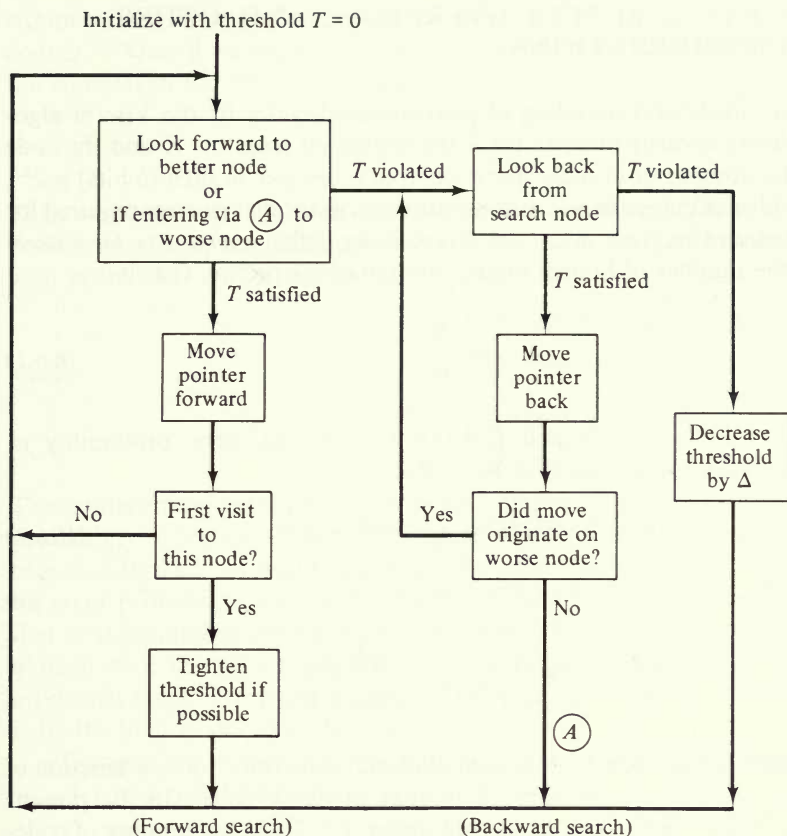 Initialize with threshold T = 0
Look forward to
better node
or
if entering via A to
worse node
T violated
Look back
from
search node
T violated
T satisfied
T satisfied
Move
pointer
forward
Move
pointer
back
Decrease
threshold
by Δ
No
First visit
to
this node?
Yes
Did move
originate on
worse node?
Yes
No
Tighten
threshold if
possible
A
(Forward search)
(Backward search)